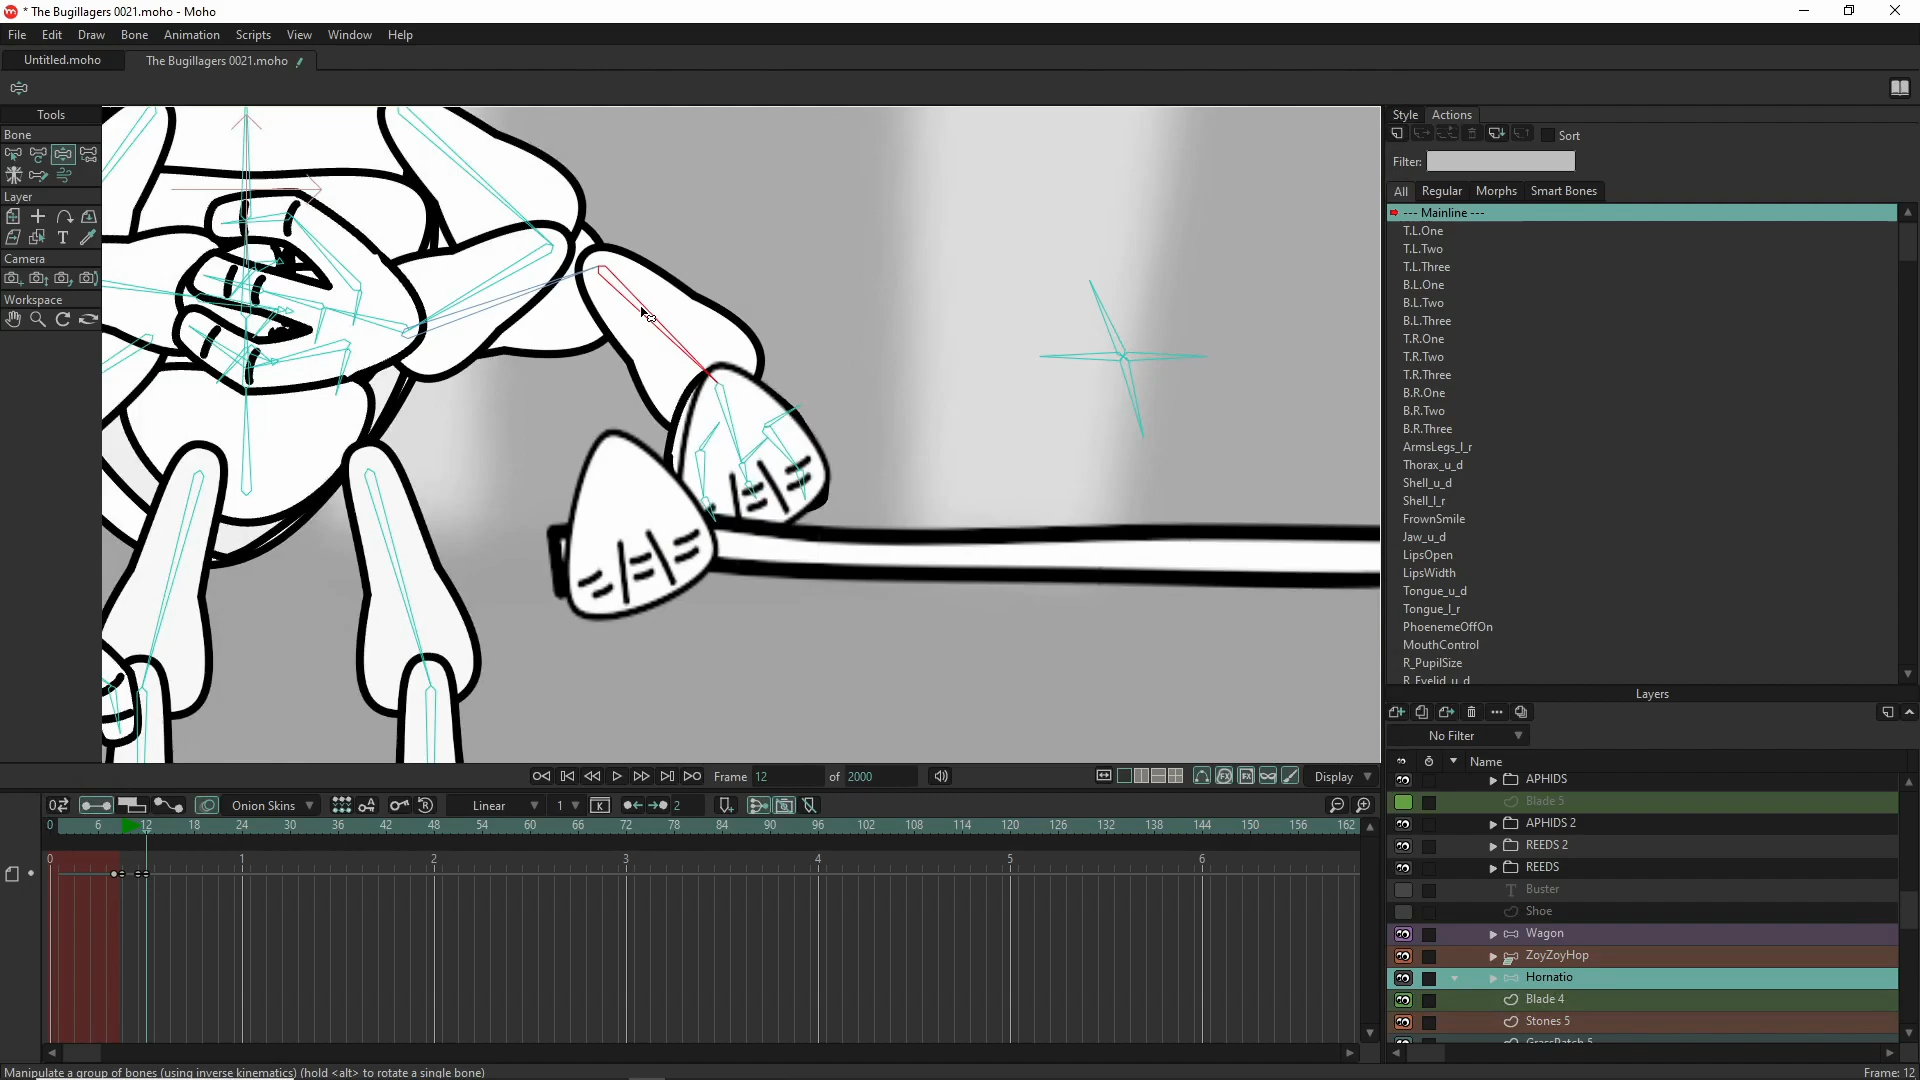 * The Bugillagers 0021.moho - Moho
File Edit Draw Bone Animation Scripts View Window Help
Untitled.moho The Bugillagers 0021.moho
Tools
Bone
Layer
T
Camera
Workspace
Style Actions
Sort
Filter:
All Regular Morphs Smart Bones
--- Mainline ---
T.L.One
T.L.Two
T.L.Three
B.L.One
B.L.Two
B.L.Three
T.R.One
T.R.Two
T.R.Three
B.R.One
B.R.Two
B.R.Three
ArmsLegs_l_r
Thorax_u_d
Shell_u_d
Shell_l_r
FrownSmile
Jaw_u_d
LipsOpen
LipsWidth
Tongue_u_d
Tongue_l_r
PhoenemeOffOn
MouthControl
R_PupilSize
R_Eyelid_u_d
Layers
No Filter
Name
APHIDS
Blade 5
APHIDS 2
REEDS 2
REEDS
T Buster
Shoe
Wagon
ZoyZoyHop
Hornatio
Blade 4
Stones 5
GrassPatch 5
Frame 12 of 2000 Display
Onion Skins Linear 1 K 2
0 6 12 18 24 30 36 42 48 54 60 66 72 78 84 90 96 102 108 114 120 126 132 138 144 150 156 162
0 1 2 3 4 5 6
Manipulate a group of bones (using inverse kinematics) (hold <alt> to rotate a single bone)
Frame: 12